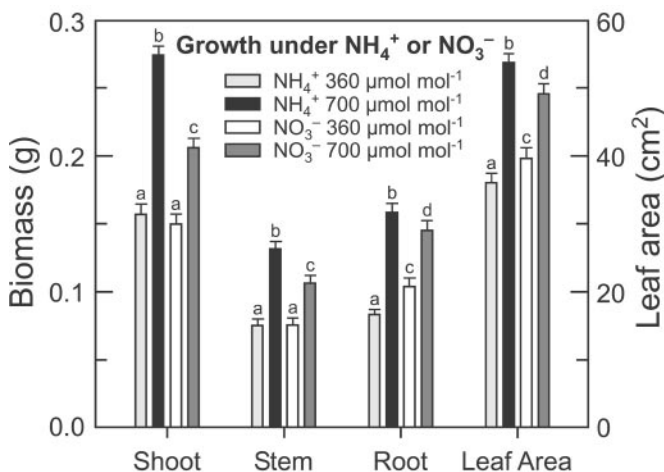 Growth under NH₄⁺ or NO₃⁻
NH₄⁺ 360 µmol mol⁻¹
NH₄⁺ 700 µmol mol⁻¹
NO₃⁻ 360 µmol mol⁻¹
NO₃⁻ 700 µmol mol⁻¹
Biomass (g)
0.3
0.2
0.1
0.0
Leaf area (cm²)
60
40
20
0
a b a c
a b a c
a b c d
a b c d
Shoot Stem Root Leaf Area